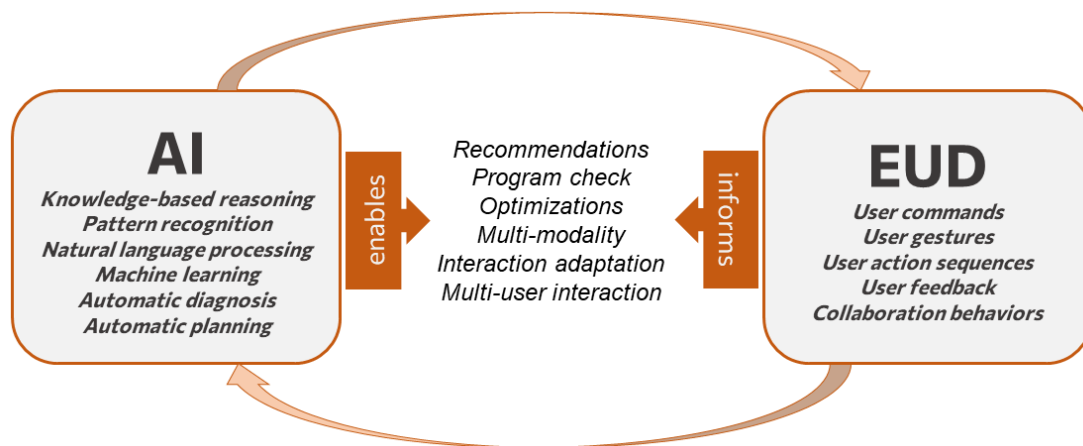 AI
Knowledge-based reasoning
Pattern recognition
Natural language processing
Machine learning
Automatic diagnosis
Automatic planning
enables
Recommendations
Program check
Optimizations
Multi-modality
Interaction adaptation
Multi-user interaction
informs
EUD
User commands
User gestures
User action sequences
User feedback
Collaboration behaviors